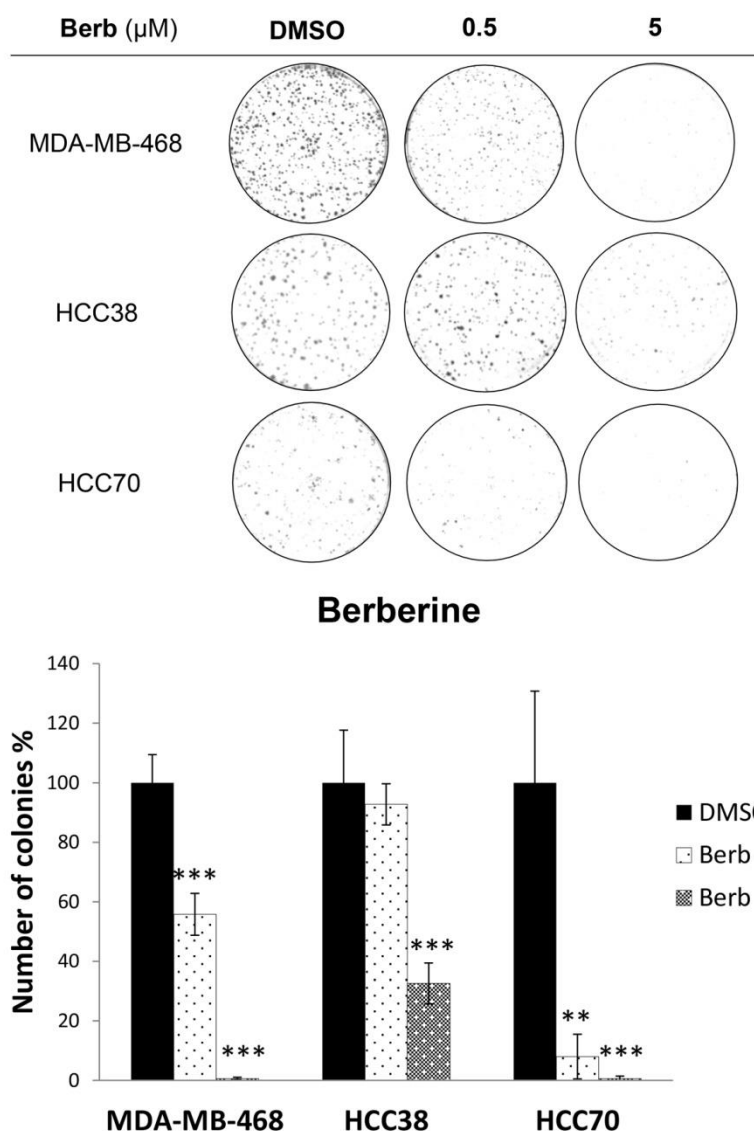 Berb (µM) DMSO 0.5 5
MDA-MB-468
HCC38
HCC70
Berberine
Number of colonies %
140
120
100
80
60
40
20
0
***
***
***
**
***
DMSO
Berb
Berb
MDA-MB-468 HCC38 HCC70